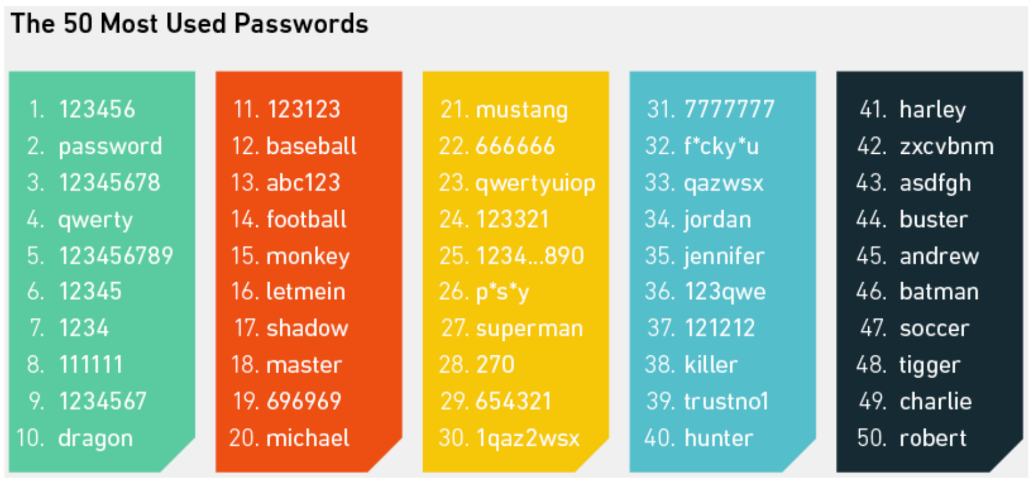 The 50 Most Used Passwords
1. 123456
2. password
3. 12345678
4. qwerty
5. 123456789
6. 12345
7. 1234
8. 111111
9. 1234567
10. dragon
11. 123123
12. baseball
13. abc123
14. football
15. monkey
16. letmein
17. shadow
18. master
19. 696969
20. michael
21. mustang
22. 666666
23. qwertyuiop
24. 123321
25. 1234...890
26. p*s*y
27. superman
28. 270
29. 654321
30. 1qaz2wsx
31. 7777777
32. f*cky*u
33. qazwsx
34. jordan
35. jennifer
36. 123qwe
37. 121212
38. killer
39. trustno1
40. hunter
41. harley
42. zxcvbnm
43. asdfgh
44. buster
45. andrew
46. batman
47. soccer
48. tigger
49. charlie
50. robert